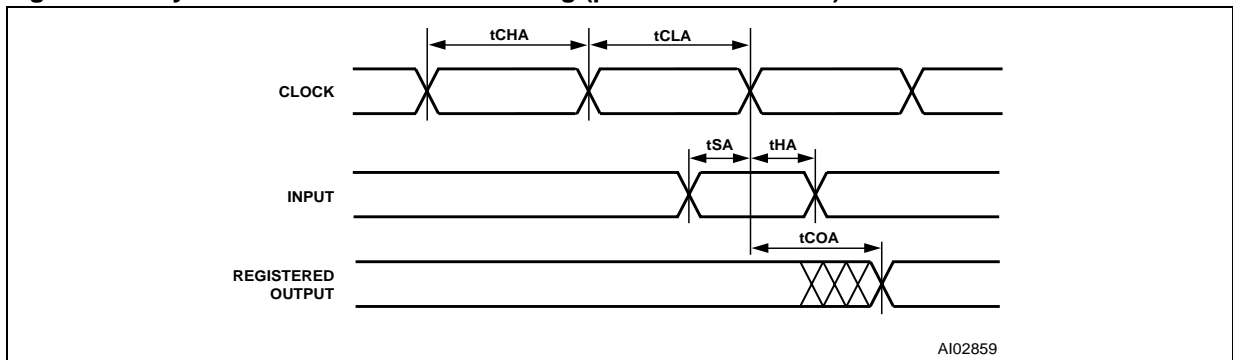 tCHA
tCLA
CLOCK
tSA
tHA
INPUT
tCOA
REGISTERED
OUTPUT
AI02859